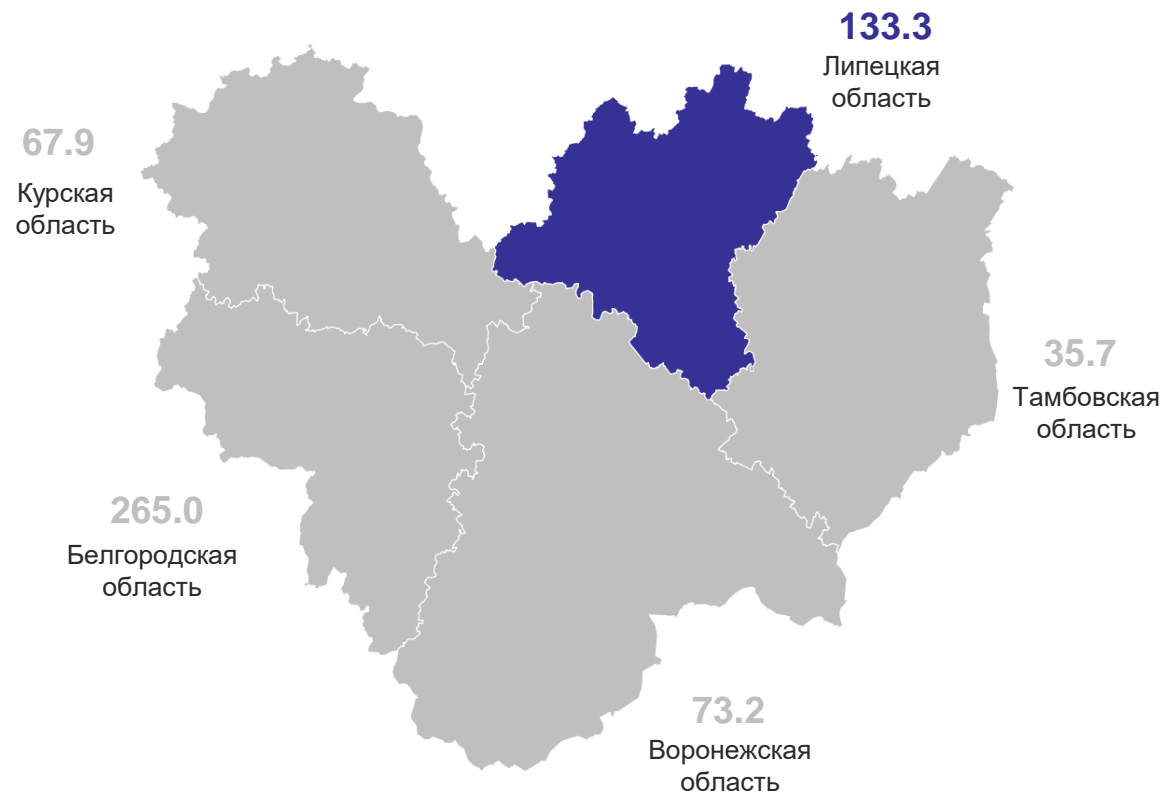 133.3
Липецкая
область
67.9
Курская
область
35.7
Тамбовская
область
265.0
Белгородская
область
73.2
Воронежская
область